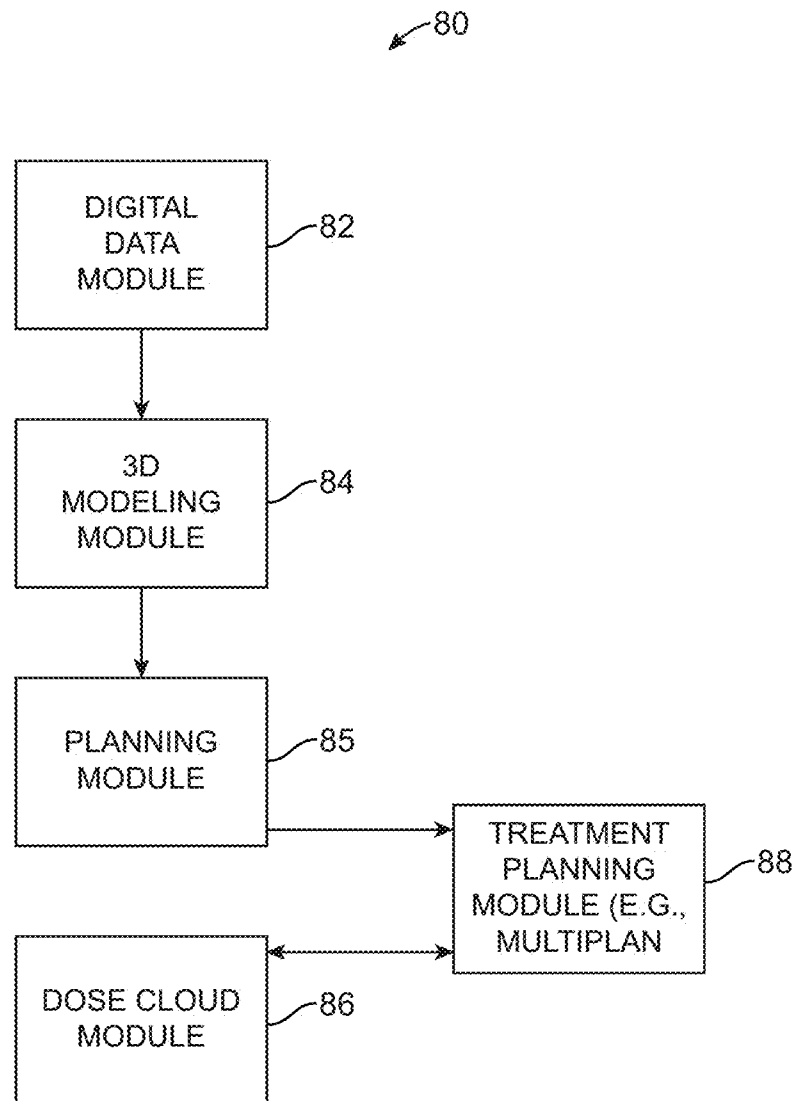 80
DIGITAL
DATA
MODULE
82
3D
MODELING
MODULE
84
PLANNING
MODULE
85
TREATMENT
PLANNING
MODULE (E.G.,
MULTIPLAN
88
DOSE CLOUD
MODULE
86